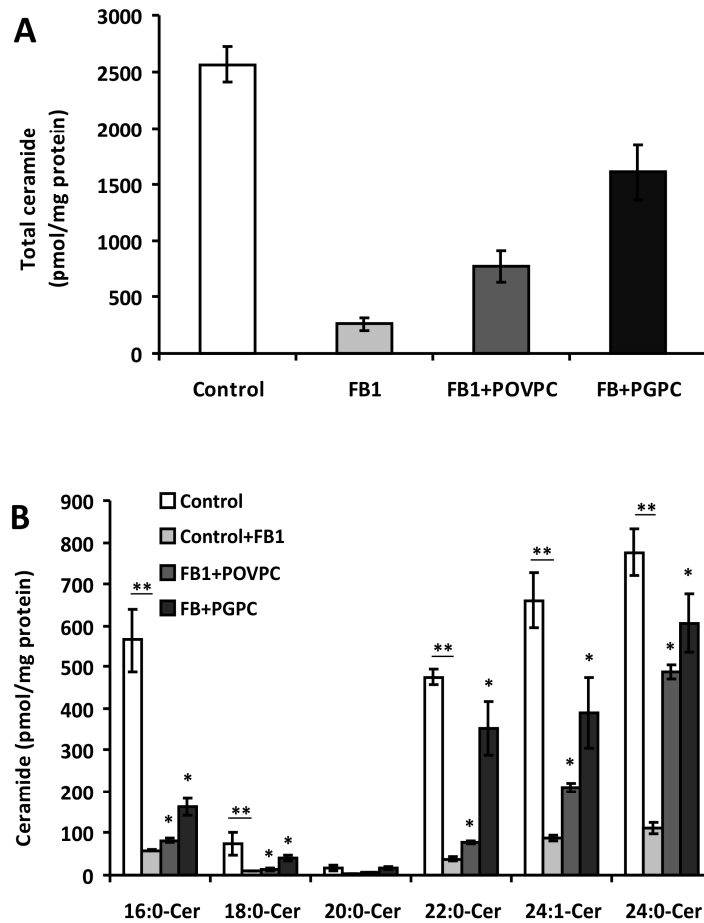 A
Total ceramide
(pmol/mg protein)
3000
2500
2000
1500
1000
500
0
Control FB1 FB1+POVPC FB+PGPC
B
Ceramide (pmol/mg protein)
900
800
700
600
500
400
300
200
100
0
Control
Control+FB1
FB1+POVPC
FB+PGPC
** * *
** * *
** * *
** * *
** * *
16:0-Cer 18:0-Cer 20:0-Cer 22:0-Cer 24:1-Cer 24:0-Cer